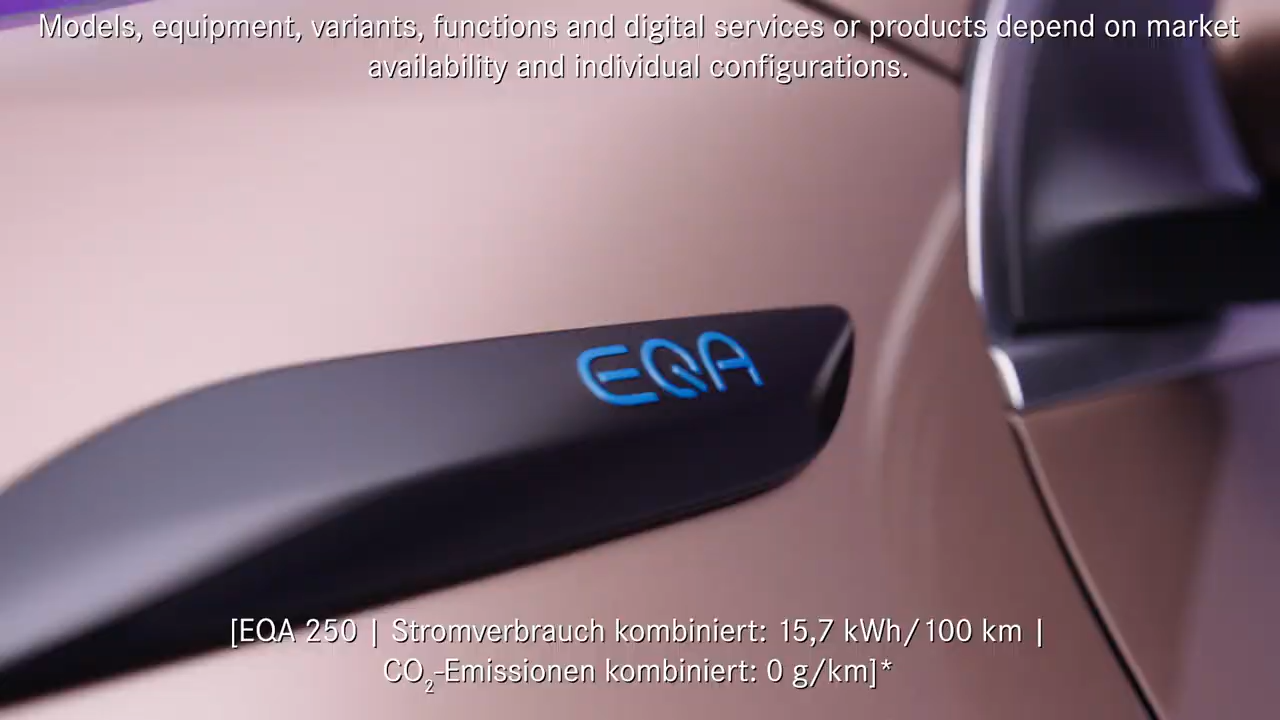 Models, equipment, variants, functions and digital services or products depend on market
availability and individual configurations.
EQA
[EQA 250 | Stromverbrauch kombiniert: 15,7 kWh/100 km |
CO₂-Emissionen kombiniert: 0 g/km]*